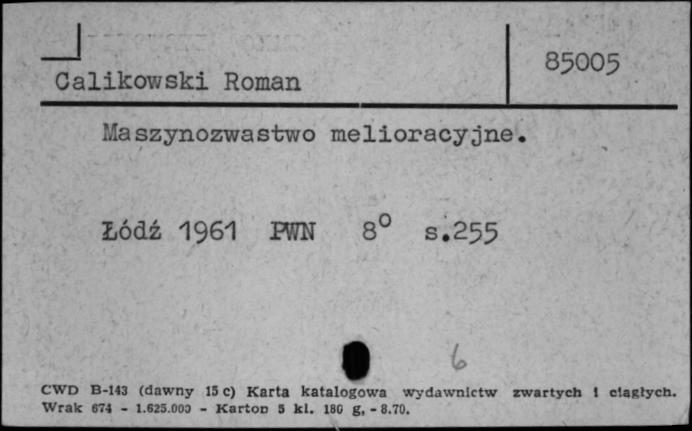 85005
Calikowski Roman
Maszynozwastwo melioracyjne.
Łódź 1961 PWN 8° s.255
6
CWD B-143 (dawny 15 c) Karta katalogowa wydawnictw zwartych i ciągłych.
Wrak 674 - 1.625.000 - Karton 5 kl. 180 g, - 8.70.